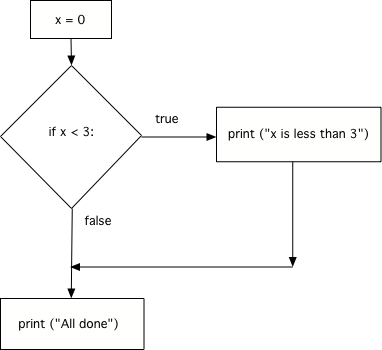 x = 0
if x < 3:
true
print ("x is less than 3")
false
print ("All done")